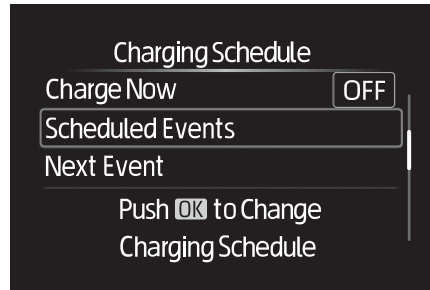 Charging Schedule
Charge Now OFF
Scheduled Events
Next Event
Push OK to Change
Charging Schedule